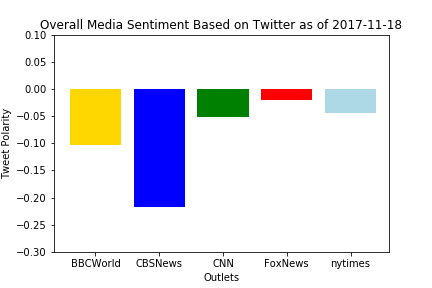 Overall Media Sentiment Based on Twitter as of 2017-11-18
0.10
0.05
0.00
−0.05
−0.10
−0.15
−0.20
−0.25
−0.30
Tweet Polarity
BBCWorld CBSNews CNN FoxNews nytimes
Outlets